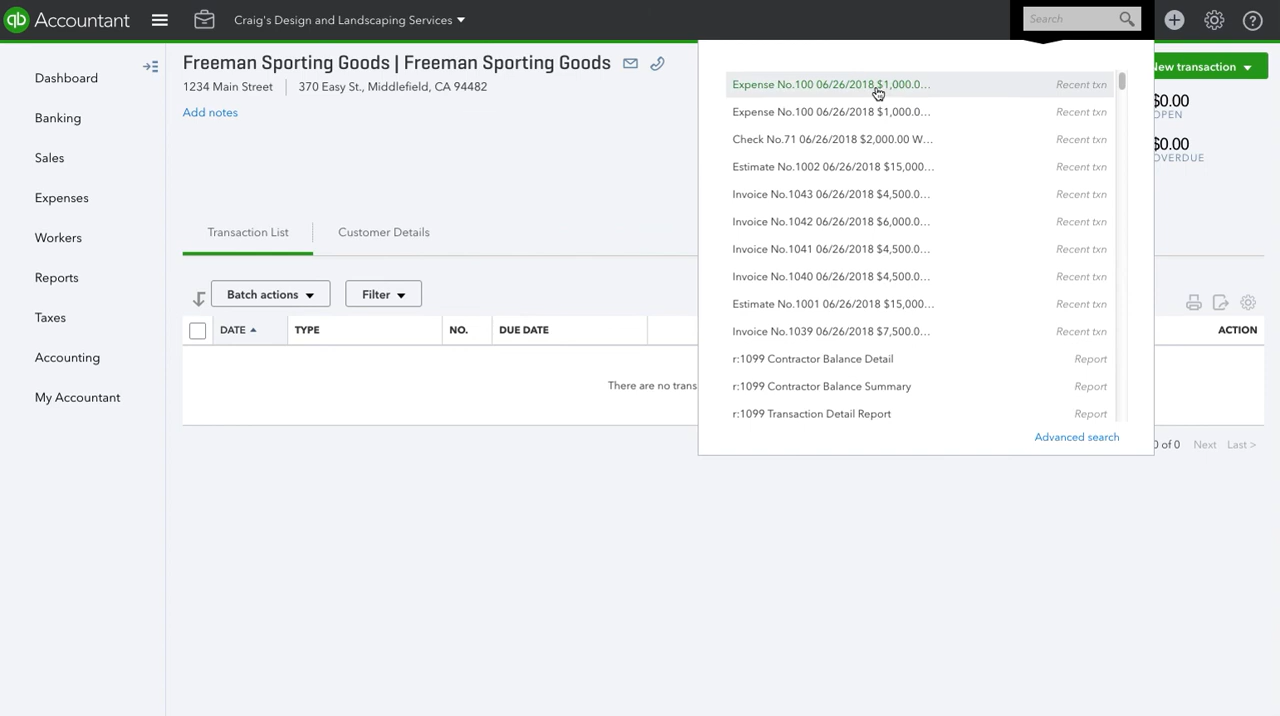 qb Accountant
Craig's Design and Landscaping Services
Search
Dashboard
Banking
Sales
Expenses
Workers
Reports
Taxes
Accounting
My Accountant
Freeman Sporting Goods | Freeman Sporting Goods
1234 Main Street
370 Easy St., Middlefield, CA 94482
Add notes
Expense No.100 06/26/2018 $1,000.0... Recent txn
Expense No.100 06/26/2018 $1,000.0... Recent txn
Check No.71 06/26/2018 $2,000.00 W... Recent txn
Estimate No.1002 06/26/2018 $15,000... Recent txn
Invoice No.1043 06/26/2018 $4,500.0... Recent txn
Invoice No.1042 06/26/2018 $6,000.0... Recent txn
Invoice No.1041 06/26/2018 $4,500.0... Recent txn
Invoice No.1040 06/26/2018 $4,500.0... Recent txn
Estimate No.1001 06/26/2018 $15,000... Recent txn
Invoice No.1039 06/26/2018 $7,500.0... Recent txn
r:1099 Contractor Balance Detail Report
r:1099 Contractor Balance Summary Report
r:1099 Transaction Detail Report Report
Advanced search
New transaction
$0.00
OPEN
$0.00
OVERDUE
Transaction List
Customer Details
Batch actions
Filter
DATE TYPE NO. DUE DATE ACTION
There are no trans
0 of 0 Next Last >